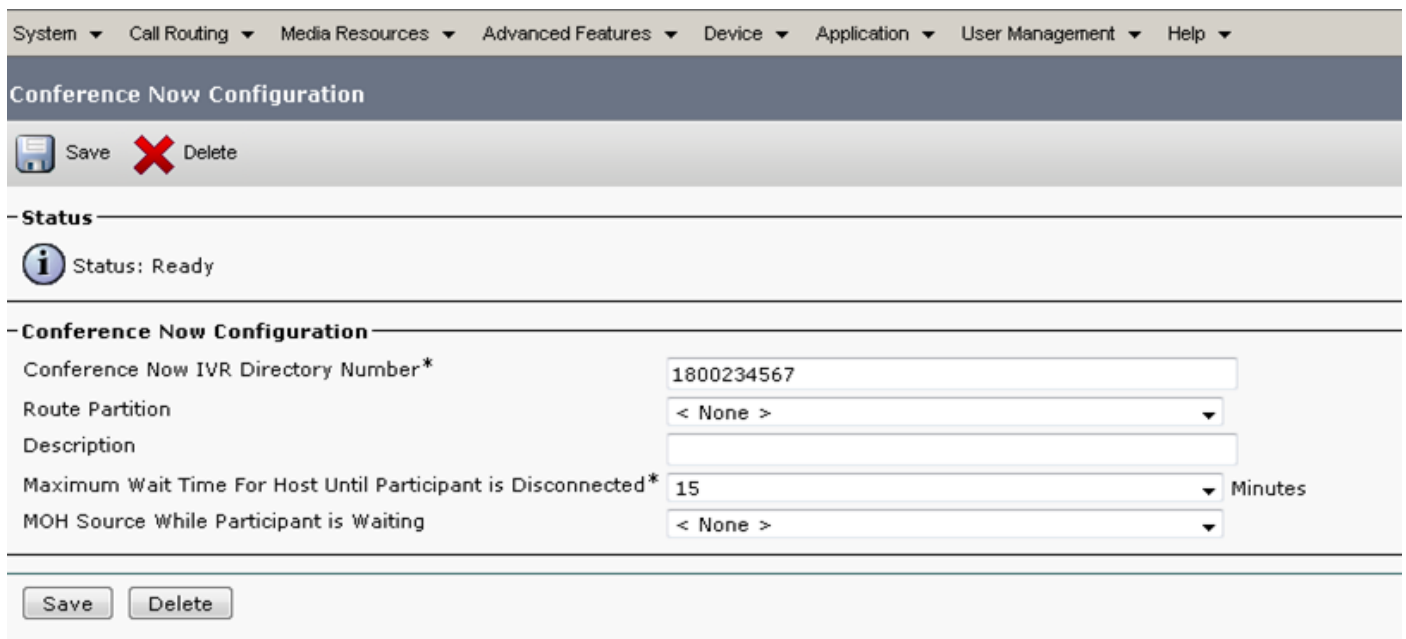 System Call Routing Media Resources Advanced Features Device Application User Management Help
Conference Now Configuration
Save Delete
Status
i Status: Ready
Conference Now Configuration
Conference Now IVR Directory Number* 1800234567
Route Partition < None >
Description
Maximum Wait Time For Host Until Participant is Disconnected* 15 Minutes
MOH Source While Participant is Waiting < None >
Save Delete